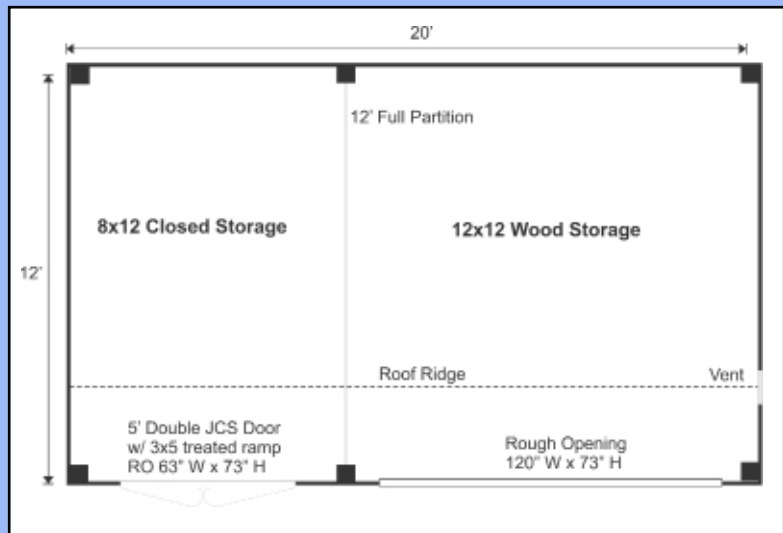 20'
12' Full Partition
8x12 Closed Storage
12x12 Wood Storage
12'
Roof Ridge
Vent
5' Double JCS Door
w/ 3x5 treated ramp
RO 63" W x 73" H
Rough Opening
120" W x 73" H